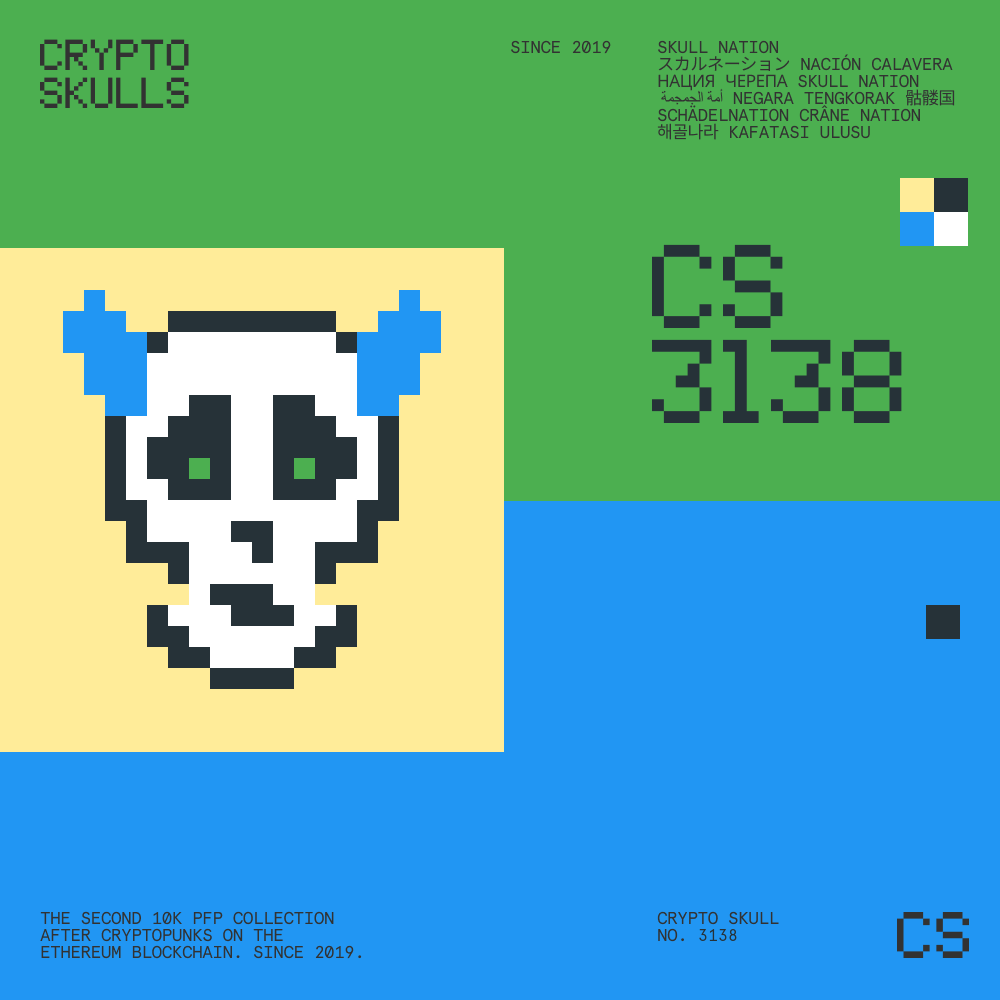 CRYPTO
SKULLS
SINCE 2019
SKULL NATION
スカルネーション NACIÓN CALAVERA
НАЦИЯ ЧЕРЕПА SKULL NATION
أمة الجمجمة NEGARA TENGKORAK 骷髅国
SCHÄDELNATION CRÂNE NATION
해골나라 KAFATASI ULUSU
CS
3138
THE SECOND 10K PFP COLLECTION
AFTER CRYPTOPUNKS ON THE
ETHEREUM BLOCKCHAIN. SINCE 2019.
CRYPTO SKULL
NO. 3138
CS